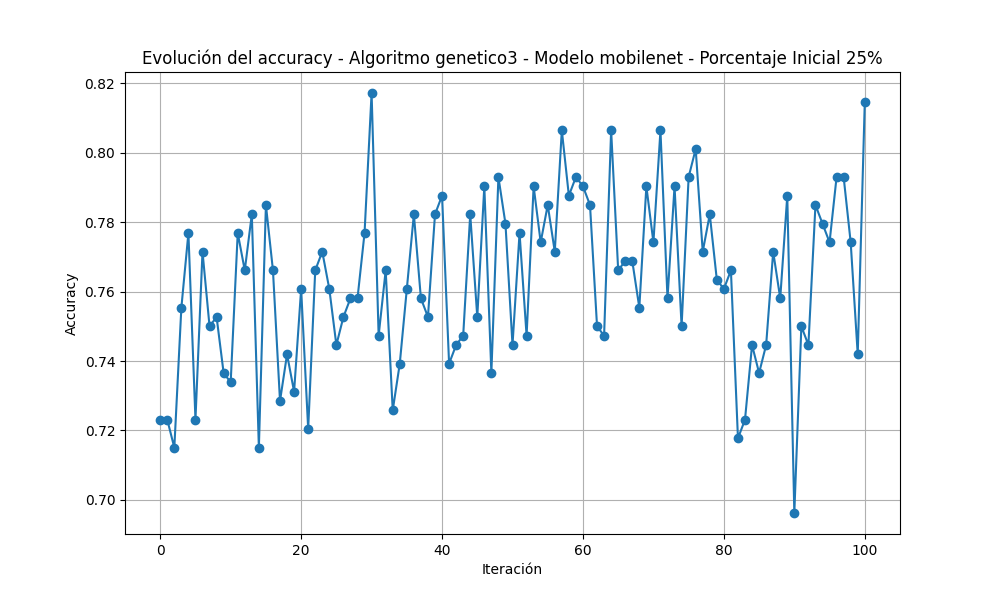 Evolución del accuracy - Algoritmo genetico3 - Modelo mobilenet - Porcentaje Inicial 25%
0.82
0.80
0.78
0.76
0.74
0.72
0.70
Accuracy
0 20 40 60 80 100
Iteración